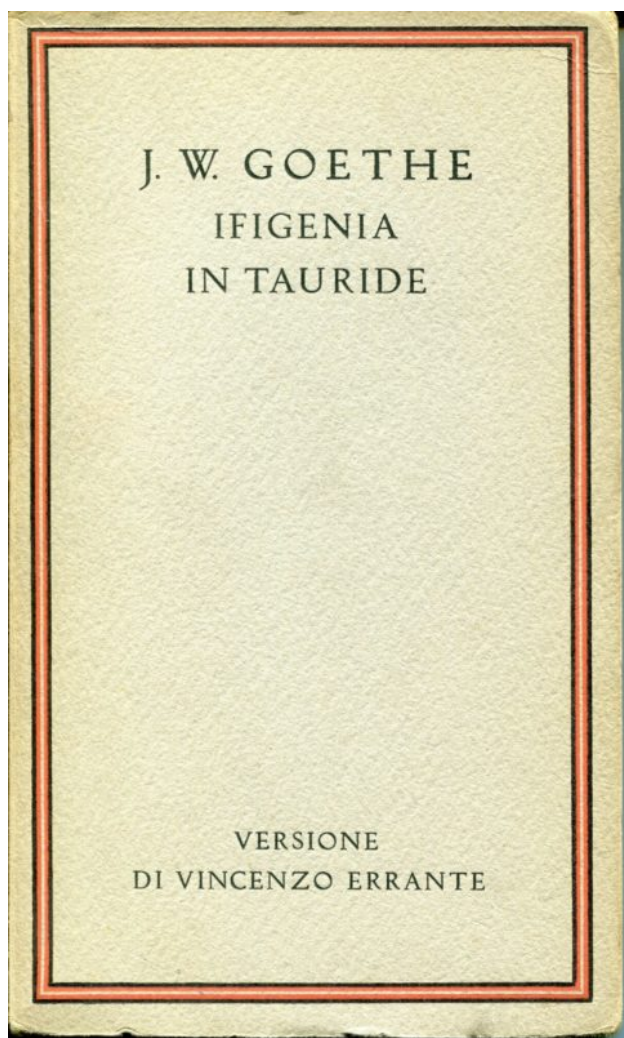 J. W. GOETHE
IFIGENIA
IN TAURIDE
VERSIONE
DI VINCENZO ERRANTE